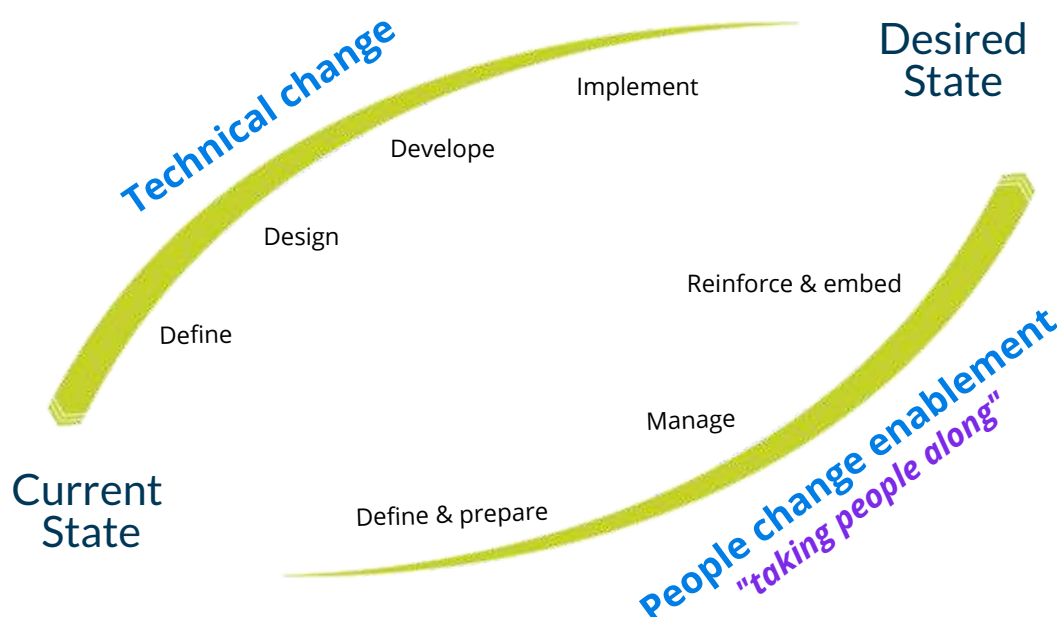 Technical change
Desired
State
Implement
Develope
Design
Define
Reinforce & embed
Manage
Define & prepare
Current
State
People change enablement
"taking people along"